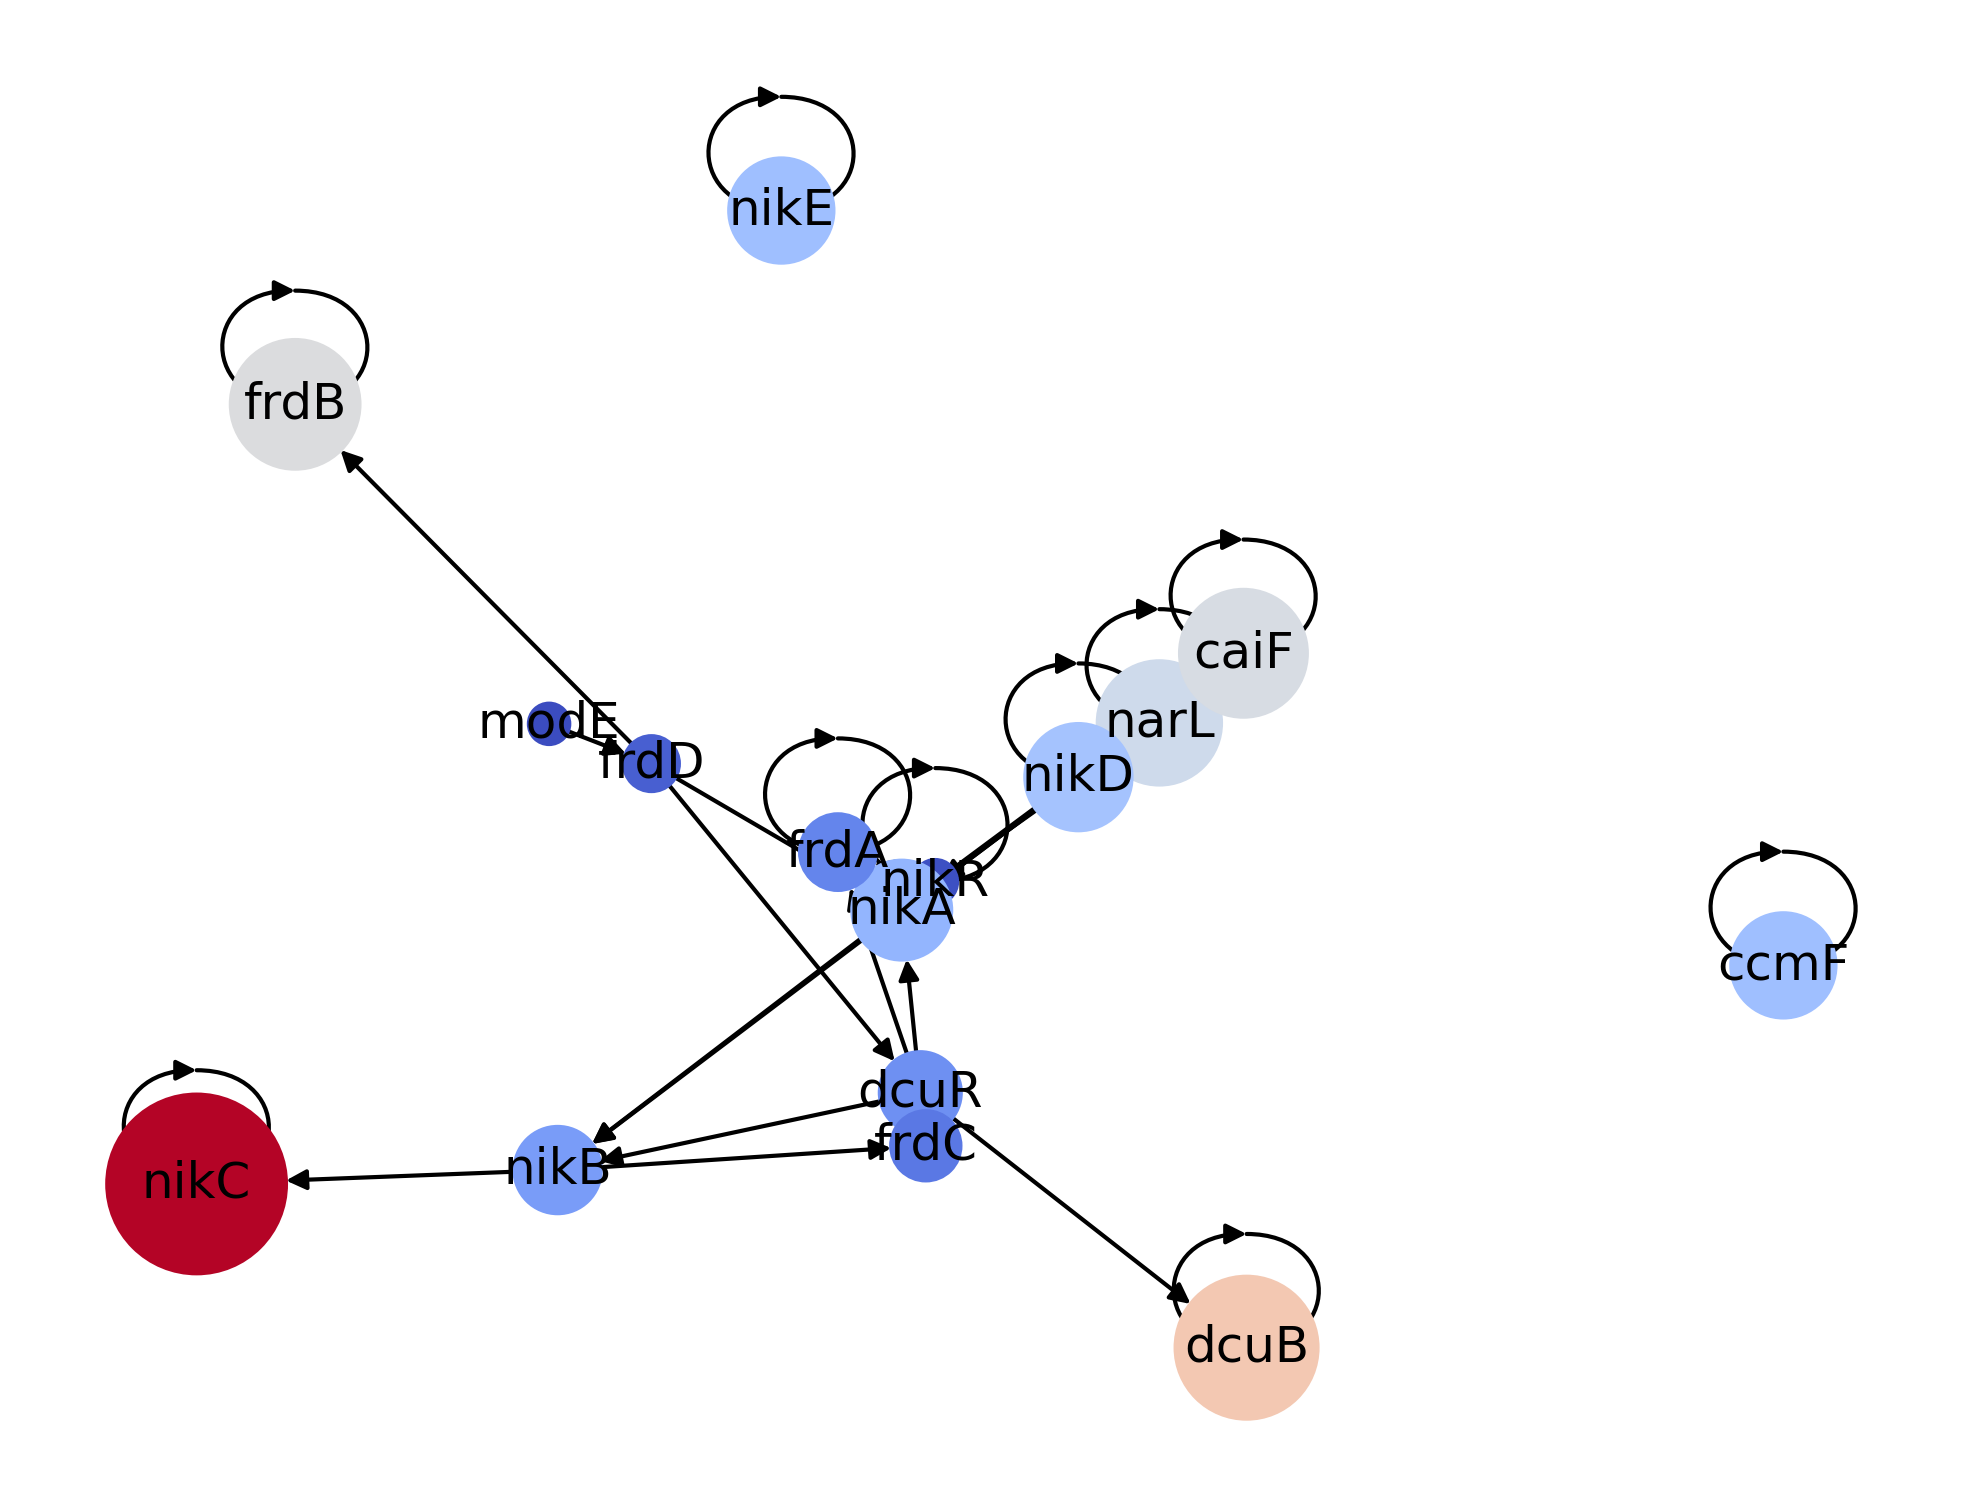 nikE
frdB
caiF
modE
narL
frdD
nikD
frdA
nikR
nikA
ccmF
dcuR
frdC
nikB
nikC
dcuB